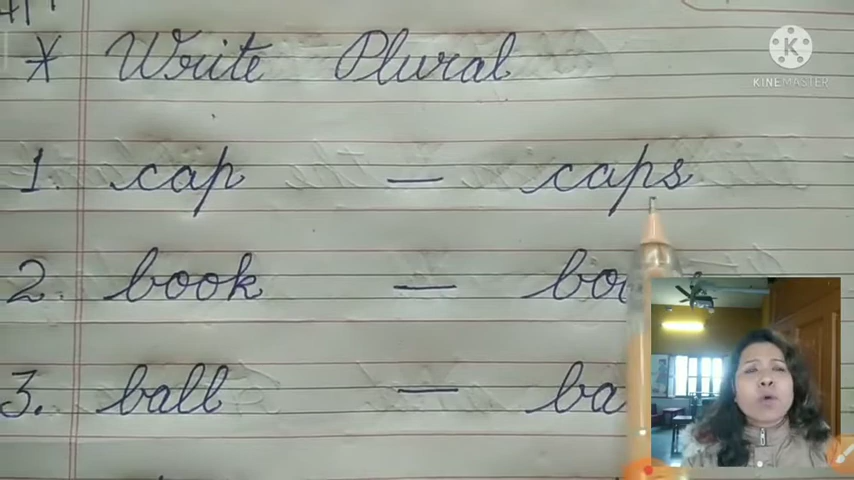 * Write Plural
K
KINEMASTER
1. cap — caps
2. book —
3. ball —